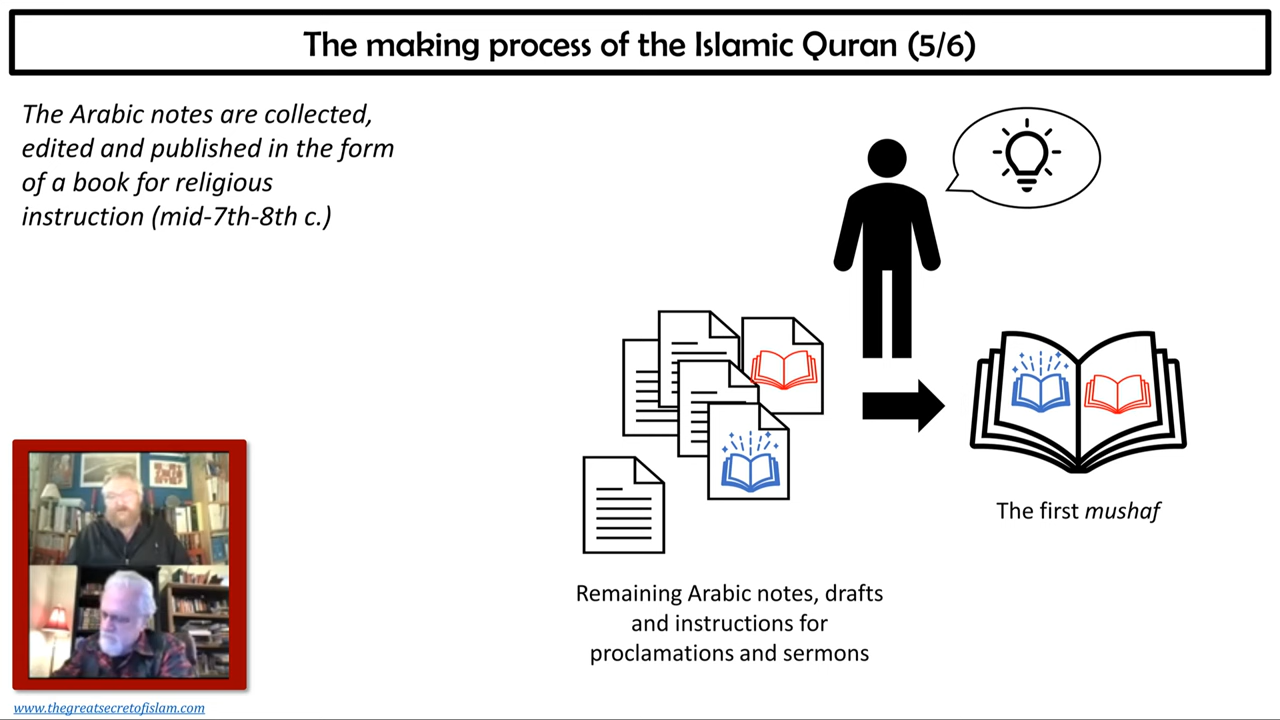 The making process of the Islamic Quran (5/6)
The Arabic notes are collected,
edited and published in the form
of a book for religious
instruction (mid-7th-8th c.)
The first mushaf
Remaining Arabic notes, drafts
and instructions for
proclamations and sermons
www.thegreatsecretofislam.com